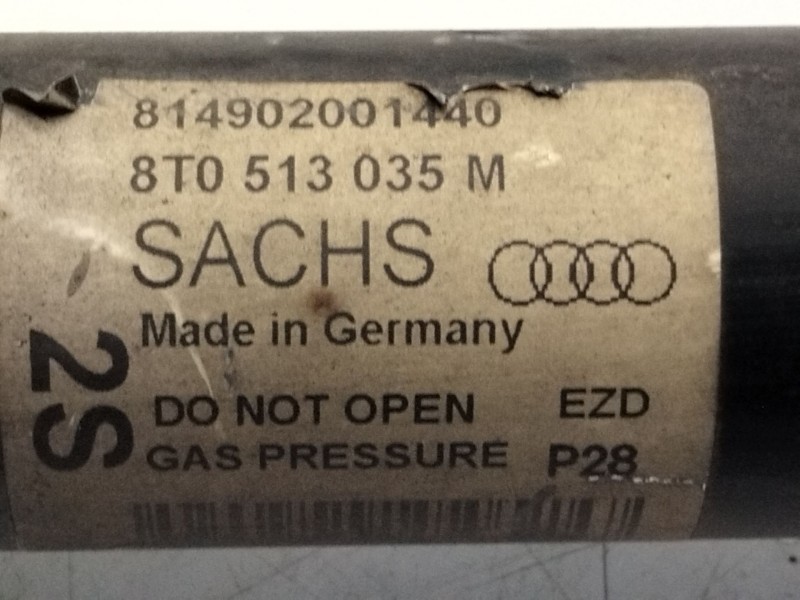 814902001440
8T0 513 035 M
SACHS
Made in Germany
2S
DO NOT OPEN EZD
GAS PRESSURE P28